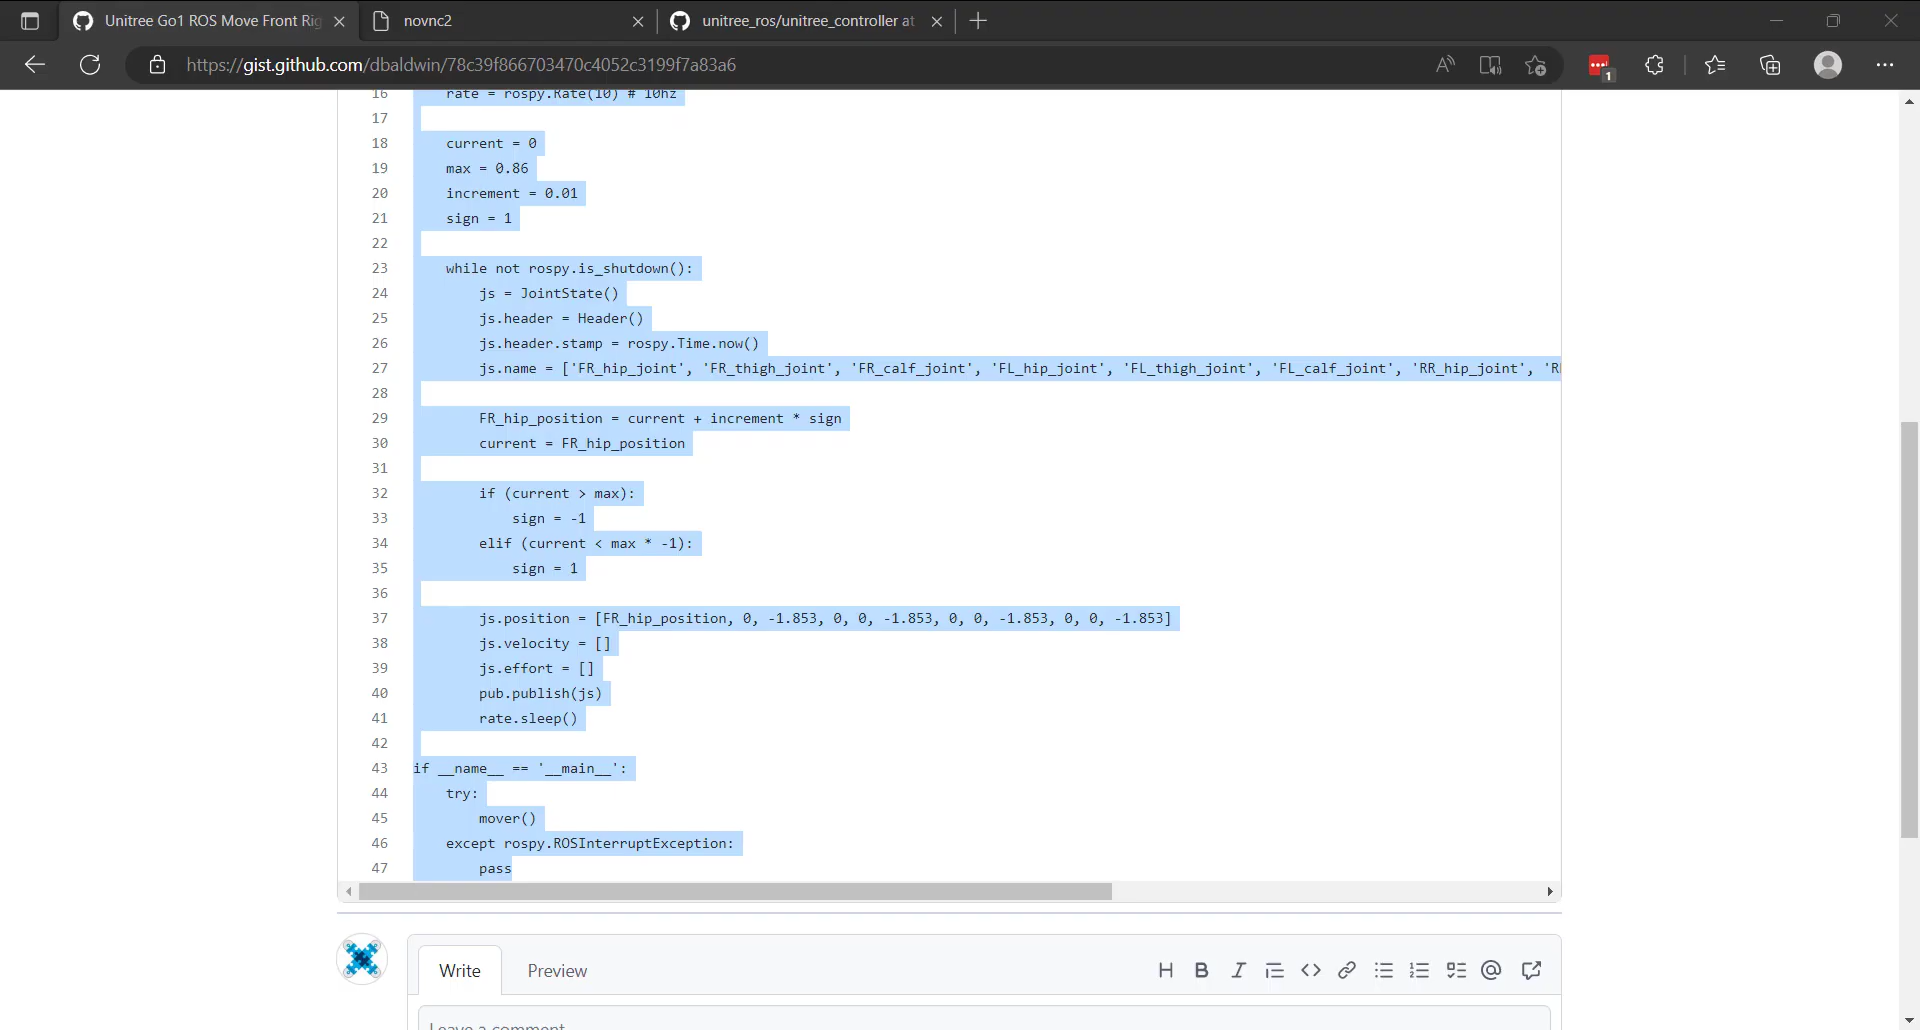 Unitree Go1 ROS Move Front Rig
novnc2
unitree_ros/unitree_controller at
https://gist.github.com/dbaldwin/78c39f866703470c4052c3199f7a83a6
1
16 rate = rospy.Rate(10) # 10hz
17
18 current = 0
19 max = 0.86
20 increment = 0.01
21 sign = 1
22
23 while not rospy.is_shutdown():
24 js = JointState()
25 js.header = Header()
26 js.header.stamp = rospy.Time.now()
27 js.name = ['FR_hip_joint', 'FR_thigh_joint', 'FR_calf_joint', 'FL_hip_joint', 'FL_thigh_joint', 'FL_calf_joint', 'RR_hip_joint', 'R
28
29 FR_hip_position = current + increment * sign
30 current = FR_hip_position
31
32 if (current > max):
33 sign = -1
34 elif (current < max * -1):
35 sign = 1
36
37 js.position = [FR_hip_position, 0, -1.853, 0, 0, -1.853, 0, 0, -1.853, 0, 0, -1.853]
38 js.velocity = []
39 js.effort = []
40 pub.publish(js)
41 rate.sleep()
42
43 if __name__ == '__main__':
44 try:
45 mover()
46 except rospy.ROSInterruptException:
47 pass
Write Preview
Leave a comment